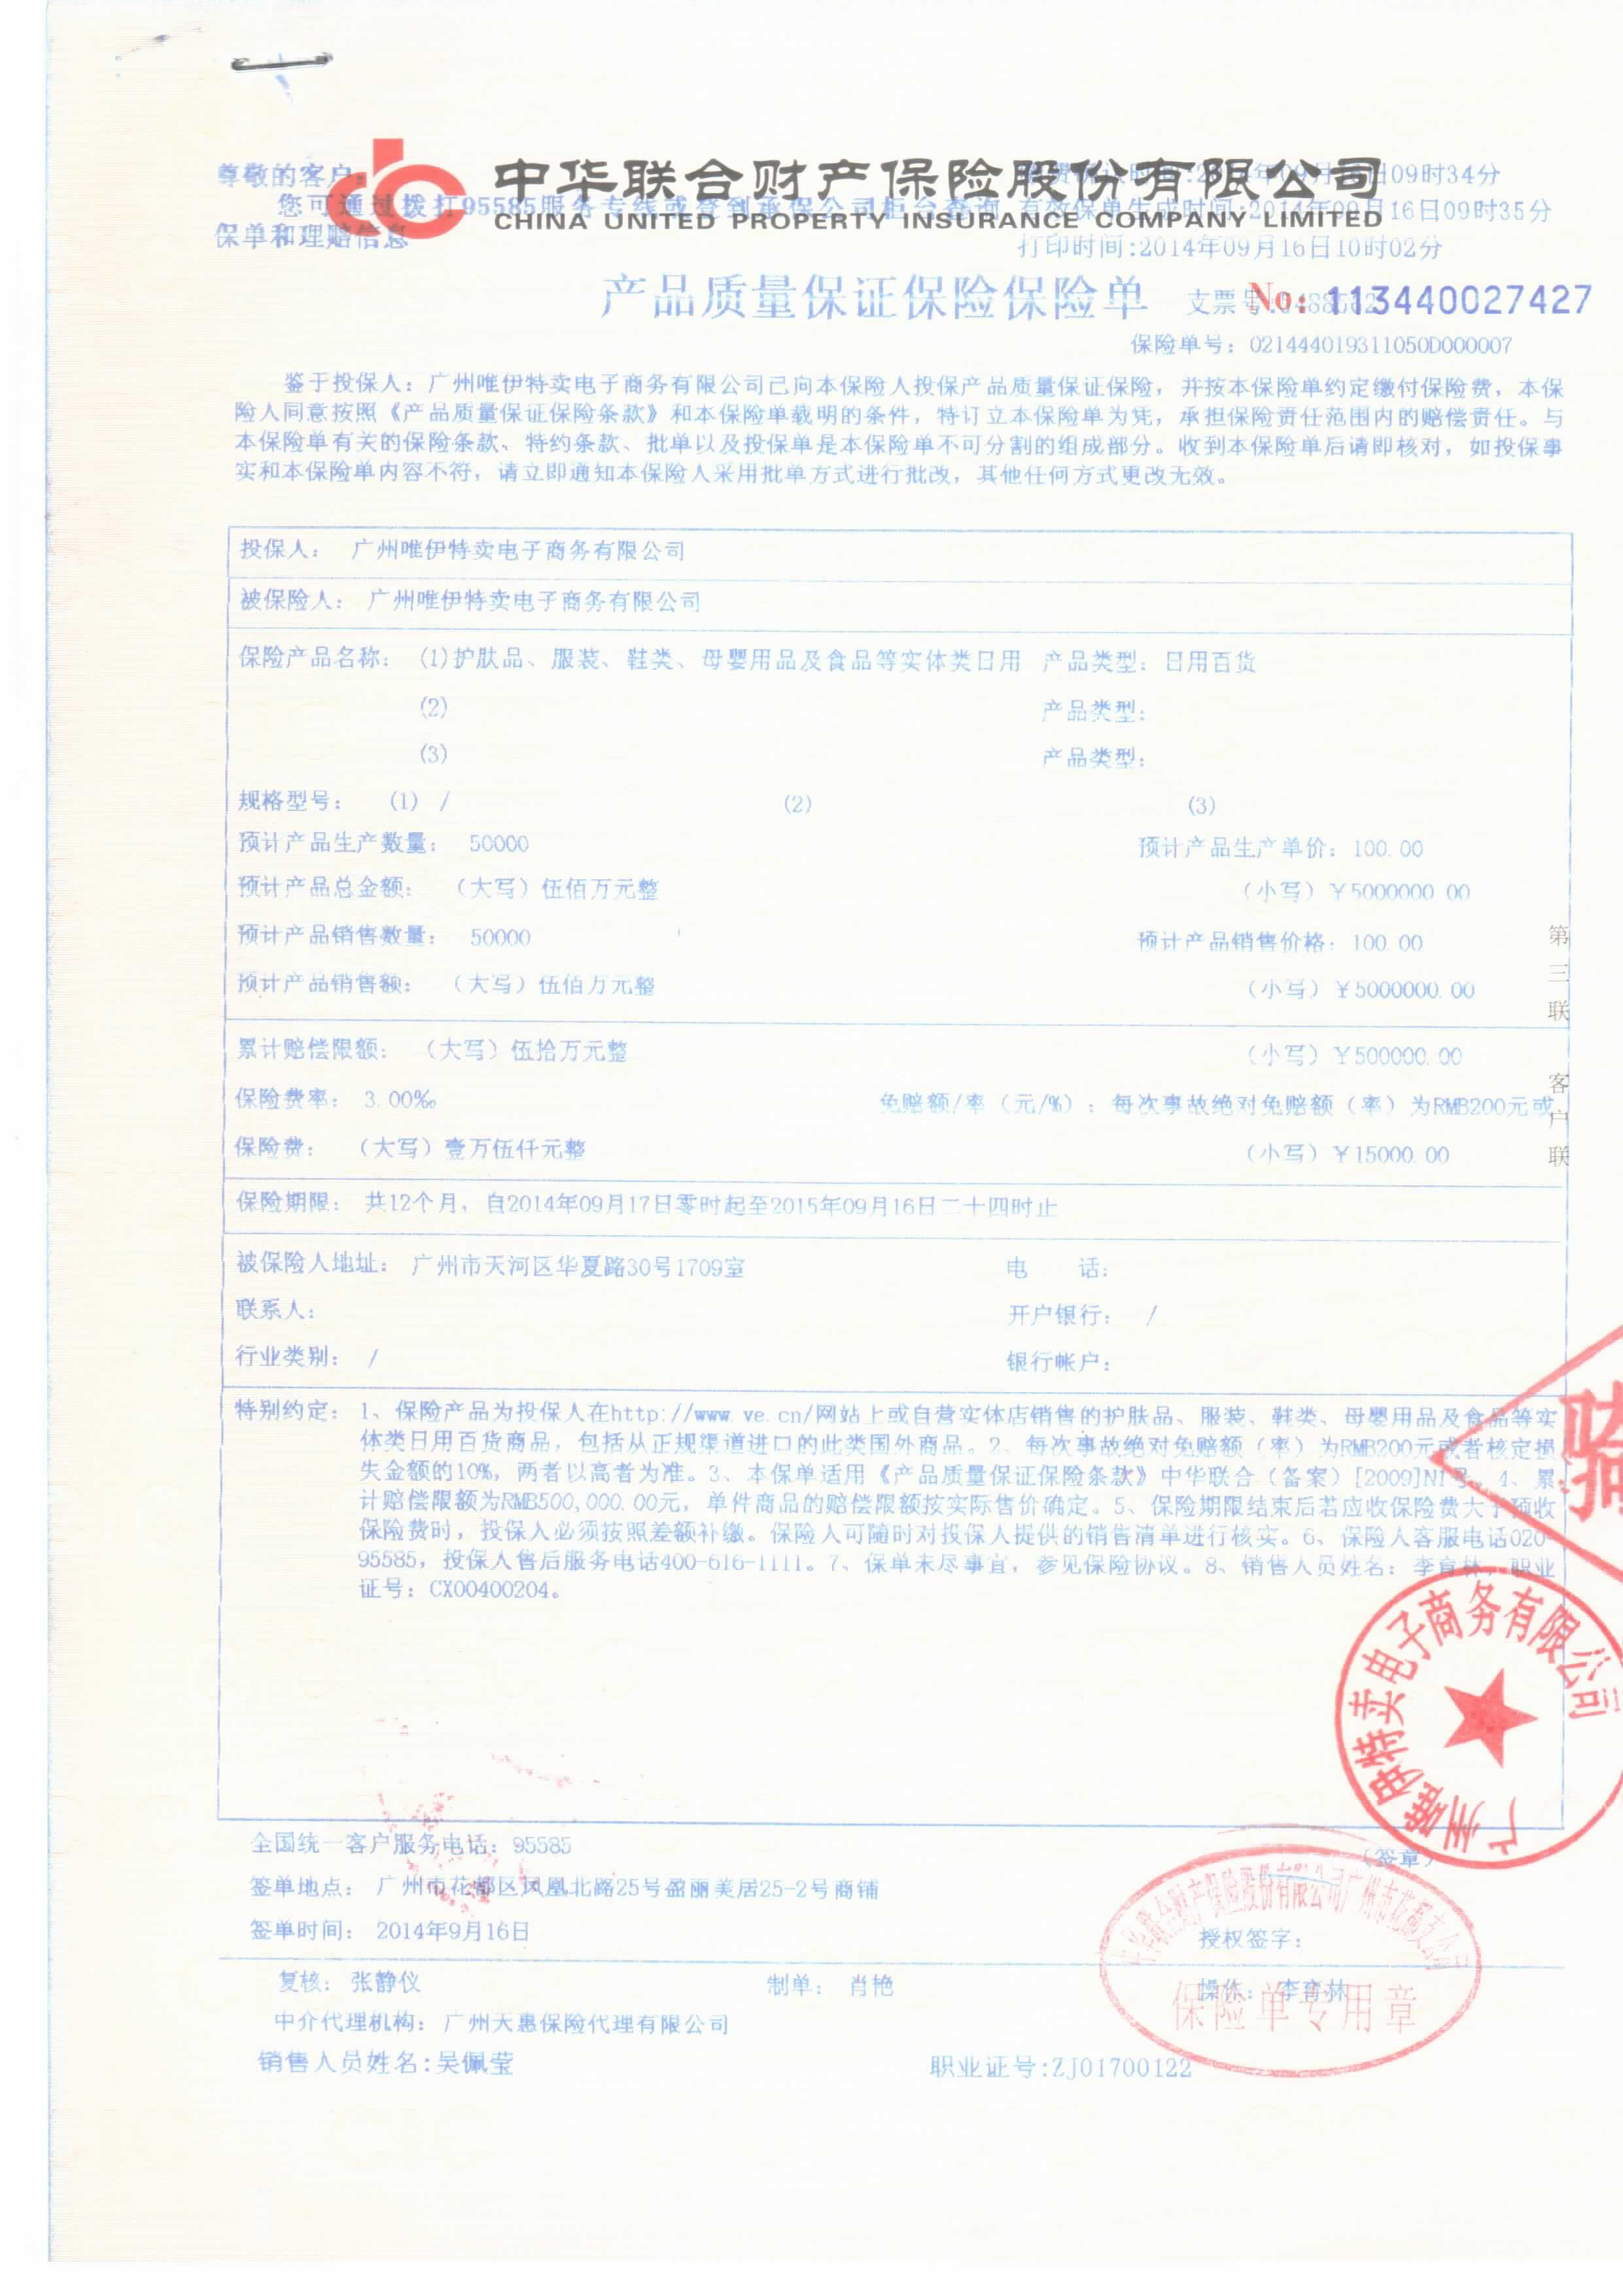 中华联合财产保险股份有限公司
CHINA UNITED PROPERTY INSURANCE COMPANY LIMITED
尊敬的客户: 09时34分
您可通过拨打95585服务专线或登到承保公司柜台查询 有效保单生成时间:2014年09月16日09时35分
保单和理赔信息
打印时间:2014年09月16日10时02分
产品质量保证保险保险单 支票号 No: 113440027427
保险单号：021444019311050D000007
鉴于投保人：广州唯伊特卖电子商务有限公司已向本保险人投保产品质量保证保险，并按本保险单约定缴付保险费，本保
险人同意按照《产品质量保证保险条款》和本保险单载明的条件，特订立本保险单为凭，承担保险责任范围内的赔偿责任。与
本保险单有关的保险条款、特约条款、批单以及投保单是本保险单不可分割的组成部分。收到本保险单后请即核对，如投保事
实和本保险单内容不符，请立即通知本保险人采用批单方式进行批改，其他任何方式更改无效。
投保人： 广州唯伊特卖电子商务有限公司
被保险人： 广州唯伊特卖电子商务有限公司
保险产品名称： (1)护肤品、服装、鞋类、母婴用品及食品等实体类日用 产品类型：日用百货
(2) 产品类型：
(3) 产品类型：
规格型号： (1) / (2) (3)
预计产品生产数量： 50000 预计产品生产单价：100.00
预计产品总金额： （大写）伍佰万元整 （小写）￥5000000.00
预计产品销售数量： 50000 预计产品销售价格：100.00
预计产品销售额： （大写）伍佰万元整 （小写）￥5000000.00
累计赔偿限额： （大写）伍拾万元整 （小写）￥500000.00
保险费率： 3.00‰ 免赔额/率（元/%）：每次事故绝对免赔额（率）为RMB200元或
保险费： （大写）壹万伍仟元整 （小写）￥15000.00
第三联 客户联
保险期限： 共12个月，自2014年09月17日零时起至2015年09月16日二十四时止
被保险人地址： 广州市天河区华夏路30号1709室 电 话：
联系人： 开户银行： /
行业类别： / 银行帐户：
特别约定：1、保险产品为投保人在http://www.ve.cn/网站上或自营实体店销售的护肤品、服装、鞋类、母婴用品及食品等实
体类日用百货商品，包括从正规渠道进口的此类国外商品。2、每次事故绝对免赔额（率）为RMB200元或者核定损
失金额的10%，两者以高者为准。3、本保单适用《产品质量保证保险条款》中华联合（备案）[2009]N1号。4、累
计赔偿限额为RMB500,000.00元，单件商品的赔偿限额按实际售价确定。5、保险期限结束后若应收保险费大于预收
保险费时，投保人必须按照差额补缴。保险人可随时对投保人提供的销售清单进行核实。6、保险人客服电话020-
95585，投保人售后服务电话400-616-1111。7、保单未尽事宜，参见保险协议。8、销售人员姓名：李育林，职业
证号：CX00400204。
骑
广州唯伊特卖电子商务有限公司
全国统一客户服务电话：95585
（签章）
签单地点： 广州市花都区凤凰北路25号盈丽美居25-2号商铺
签单时间： 2014年9月16日
授权签字：
中华联合财产保险股份有限公司广州市花都支公司
保险单专用章
复核：张静仪 制单： 肖艳 操作： 李育林
中介代理机构：广州天惠保险代理有限公司
销售人员姓名:吴佩莹 职业证号:ZJ01700122